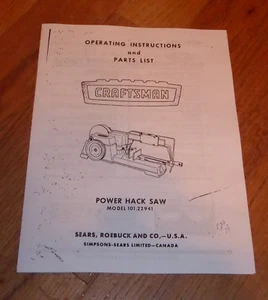 OPERATING INSTRUCTIONS
and
PARTS LIST
CRAFTSMAN
POWER HACK SAW
MODEL 101.22941
SEARS, ROEBUCK AND CO.—U.S.A.
SIMPSONS-SEARS LIMITED—CANADA